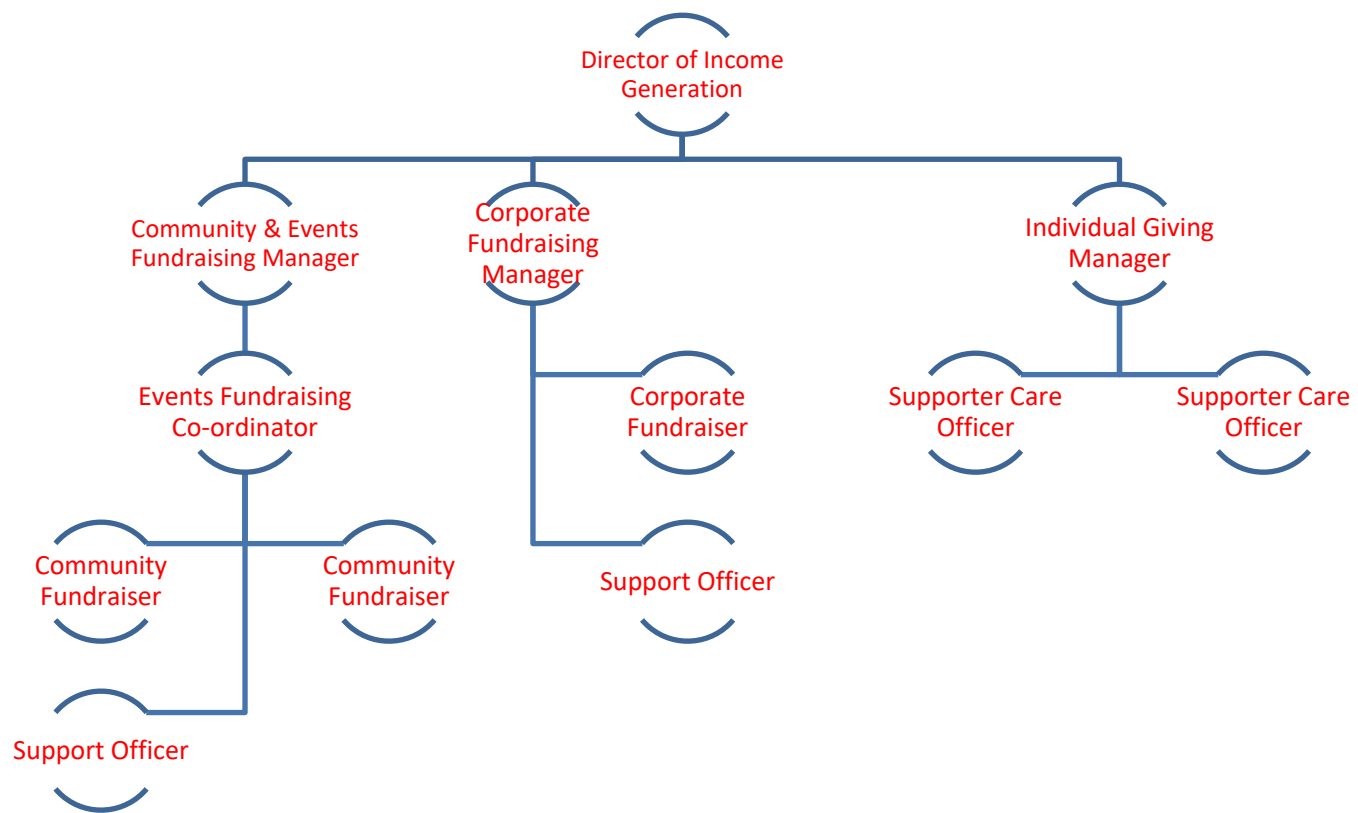 Director of Income
Generation
Community & Events
Fundraising Manager
Corporate
Fundraising
Manager
Individual Giving
Manager
Events Fundraising
Co-ordinator
Corporate
Fundraiser
Supporter Care
Officer
Supporter Care
Officer
Community
Fundraiser
Community
Fundraiser
Support Officer
Support Officer